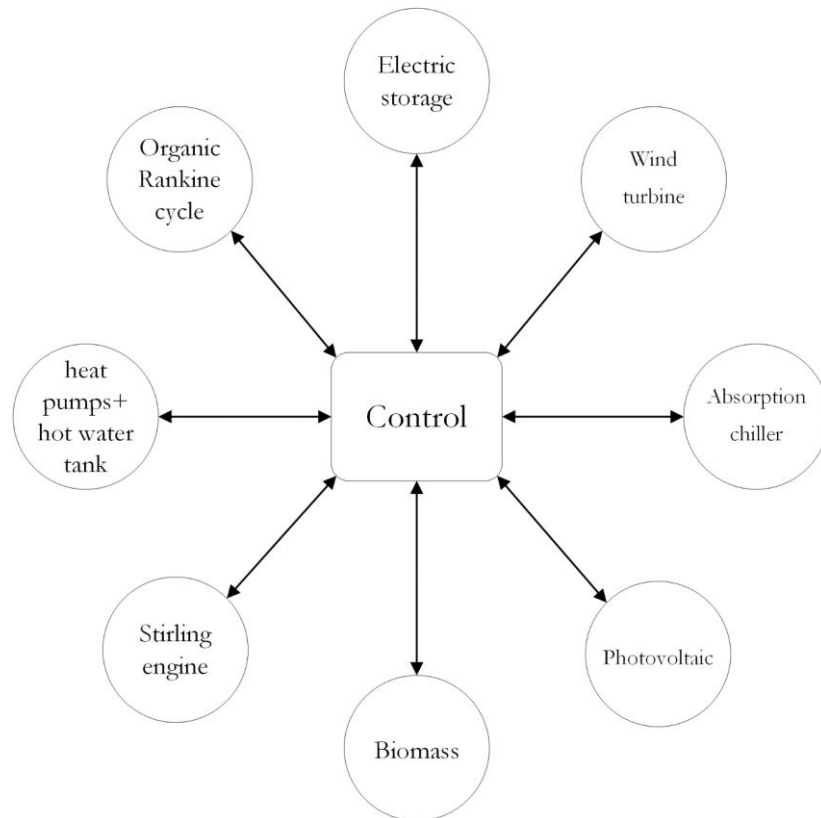 Electric
storage
Organic
Rankine
cycle
Wind
turbine
heat
pumps+
hot water
tank
Control
Absorption
chiller
Stirling
engine
Photovoltaic
Biomass